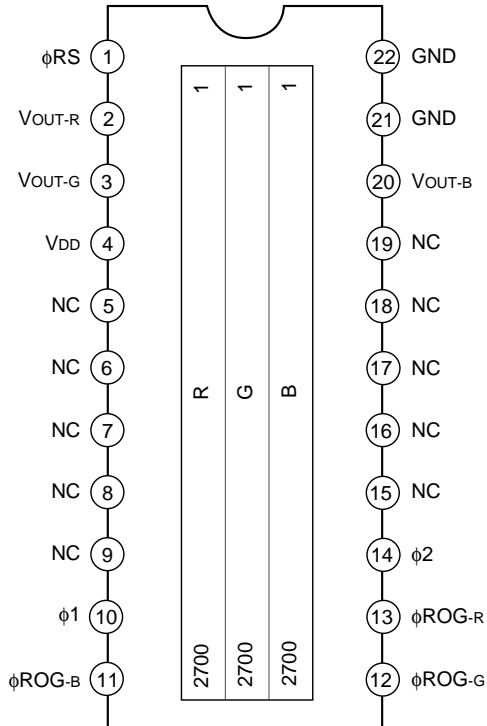 ϕRS 1 1 1 1 22 GND
VOUT-R 2 21 GND
VOUT-G 3 20 VOUT-B
VDD 4 19 NC
NC 5 18 NC
NC 6 R G B 17 NC
NC 7 16 NC
NC 8 15 NC
NC 9 14 ϕ2
ϕ1 10 13 ϕROG-R
ϕROG-B 11 2700 2700 2700 12 ϕROG-G